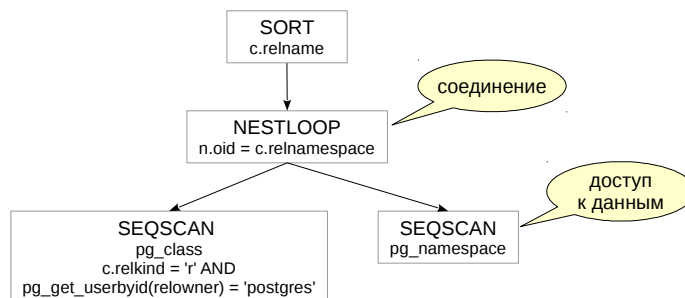 SORT
c.relname
соединение
NESTLOOP
n.oid = c.relnamespace
доступ
к данным
SEQSCAN
pg_class
c.relkind = 'r' AND
pg_get_userbyid(relowner) = 'postgres'
SEQSCAN
pg_namespace